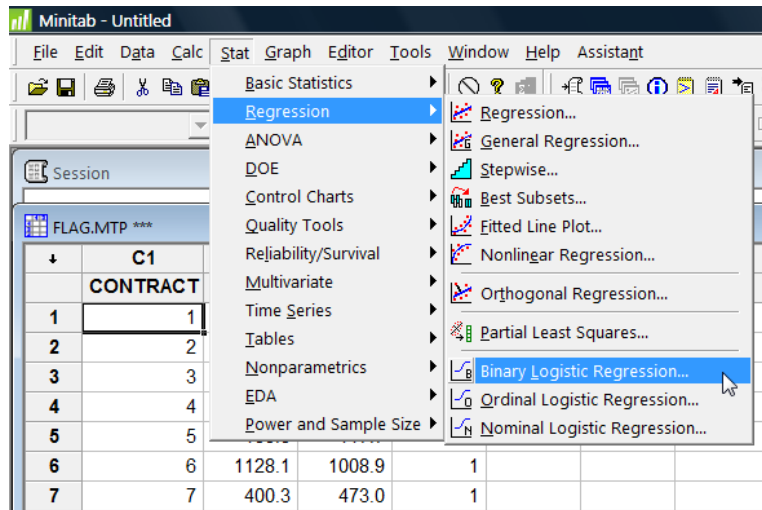 Minitab - Untitled
File Edit Data Calc Stat Graph Editor Tools Window Help Assistant
Basic Statistics
Regression
ANOVA
DOE
Control Charts
Quality Tools
Reliability/Survival
Multivariate
Time Series
Tables
Nonparametrics
EDA
Power and Sample Size
Regression...
General Regression...
Stepwise...
Best Subsets...
Fitted Line Plot...
Nonlinear Regression...
Orthogonal Regression...
Partial Least Squares...
Binary Logistic Regression...
Ordinal Logistic Regression...
Nominal Logistic Regression...
Session
FLAG.MTP ***
C1
CONTRACT
1 1
2 2
3 3
4 4
5 5
6 6 1128.1 1008.9 1
7 7 400.3 473.0 1